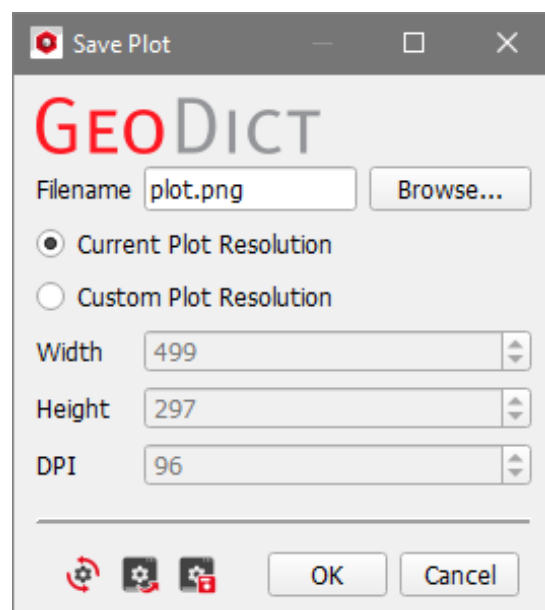 Save Plot
GEODICT
Filename plot.png Browse...
Current Plot Resolution
Custom Plot Resolution
Width 499
Height 297
DPI 96
OK Cancel